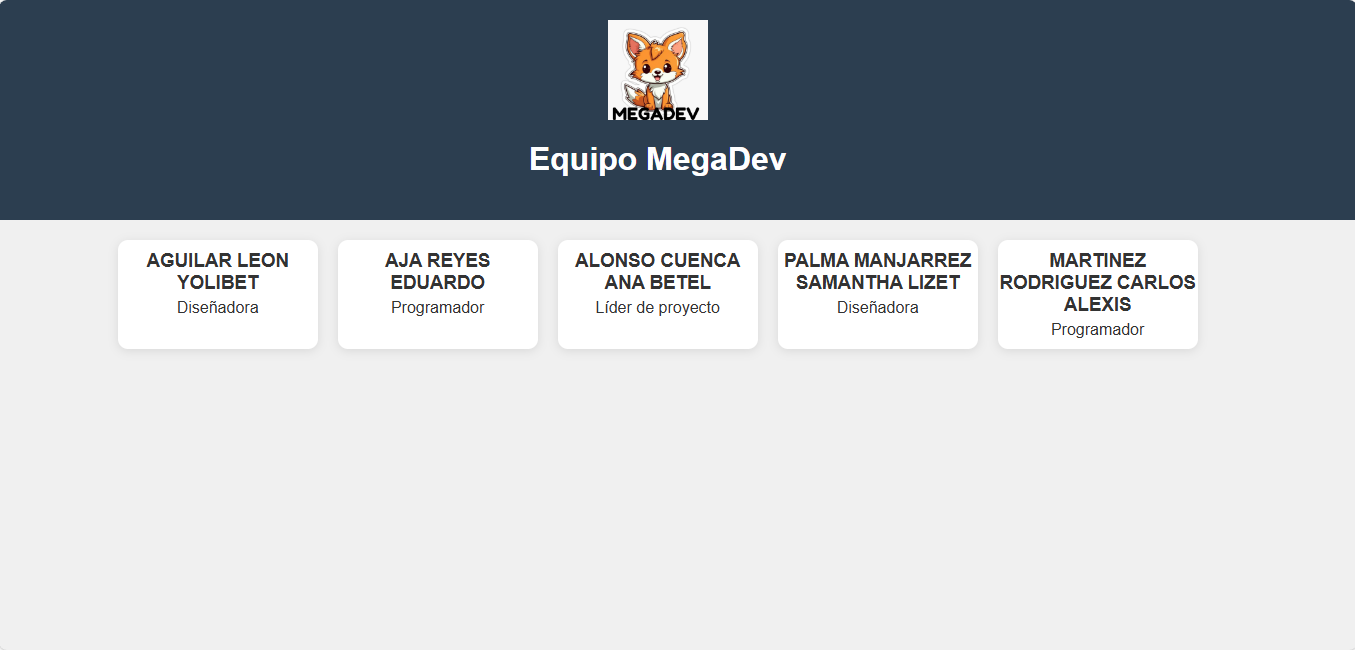 MEGADEV
Equipo MegaDev
AGUILAR LEON
YOLIBET
Diseñadora
AJA REYES
EDUARDO
Programador
ALONSO CUENCA
ANA BETEL
Líder de proyecto
PALMA MANJARREZ
SAMANTHA LIZET
Diseñadora
MARTINEZ
RODRIGUEZ CARLOS
ALEXIS
Programador